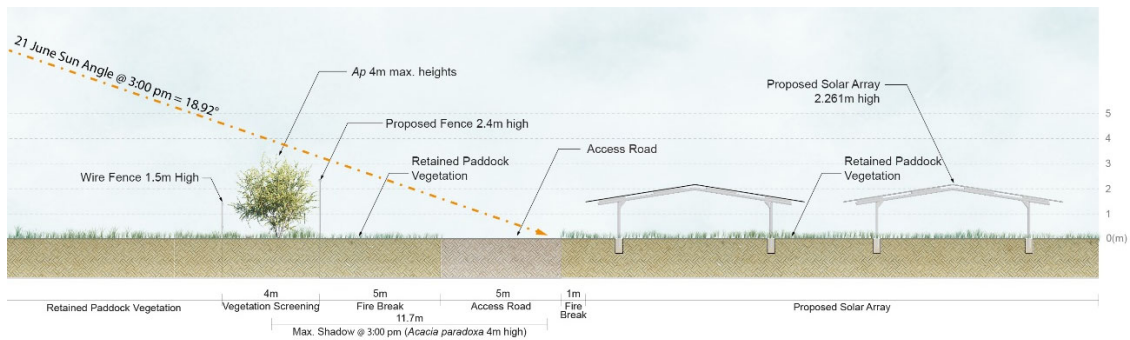 21 June Sun Angle @ 3:00 pm = 18.92°
Ap 4m max. heights
Proposed Solar Array
2.261m high
Proposed Fence 2.4m high
Access Road
Retained Paddock
Vegetation
Retained Paddock
Vegetation
Wire Fence 1.5m High
5
4
3
2
1
0(m)
4m
5m
5m
1m
Retained Paddock Vegetation
Vegetation Screening
Fire Break
Access Road
Fire
Break
Proposed Solar Array
11.7m
Max. Shadow @ 3:00 pm (Acacia paradoxa 4m high)